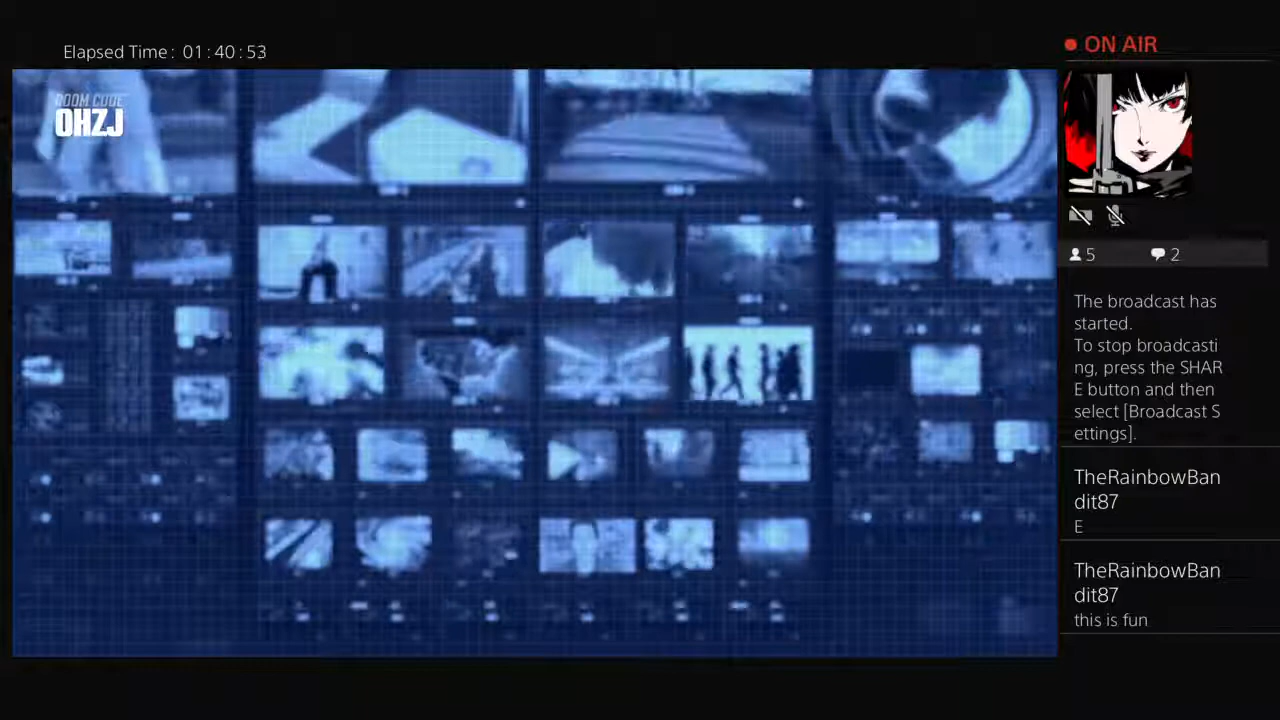 Elapsed Time: 01:40:53
ON AIR
ROOM CODE
OHZJ
5
2
The broadcast has
started.
To stop broadcasti
ng, press the SHAR
E button and then
select [Broadcast S
ettings].
TheRainbowBan
dit87
E
TheRainbowBan
dit87
this is fun